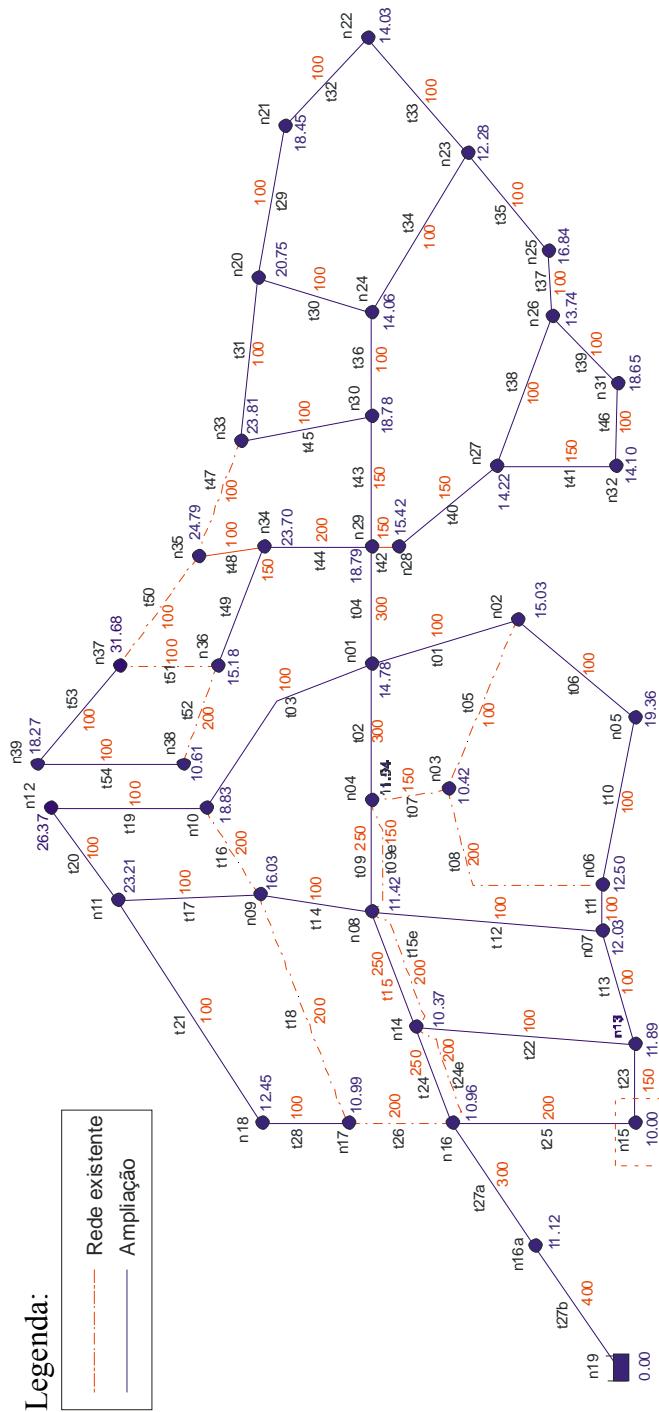 Legenda:
Rede existente
Ampliação
n22
14.03
100
t32
n21
18.45
100
t33
n23
12.28
100
t29
n20
20.75
100
t30
t34
100
t35
100
n25
16.84
t37
100
n26
13.74
n24
14.06
t31
100
t36
100
t38
100
t39
100
n31
18.65
n33
23.81
t45
100
n30
18.78
n27
14.22
t46
100
t41
150
n32
14.10
t47
100
t43
150
t40
150
n35
24.79
t48
100
n34
23.70
150
t44
200
n29
18.79
t42
150
n28
15.42
t50
100
t49
n37
31.68
t51
100
n36
15.18
t04
300
n01
14.78
t01
100
n02
15.03
t53
100
t52
200
100
t03
t02
300
t05
100
t06
100
n05
19.36
n39
18.27
t54
100
n38
10.61
n12
26.37
t19
100
n10
18.83
n04
11.94
t07
150
n03
10.42
t10
100
t20
100
t16
200
t09
250
t09e
150
t08
200
n11
23.21
t17
100
n09
16.03
t14
100
n08
11.42
n06
12.50
t11
100
n07
12.03
t12
100
t15
250
t15e
200
t13
100
t21
100
t18
200
n14
10.37
t22
100
n13
11.89
t24
250
t24e
200
t23
150
n18
12.45
t28
100
n17
10.99
t26
200
n16
10.96
t25
200
n15
10.00
t27a
300
n16a
11.12
t27b
400
n19
0.00